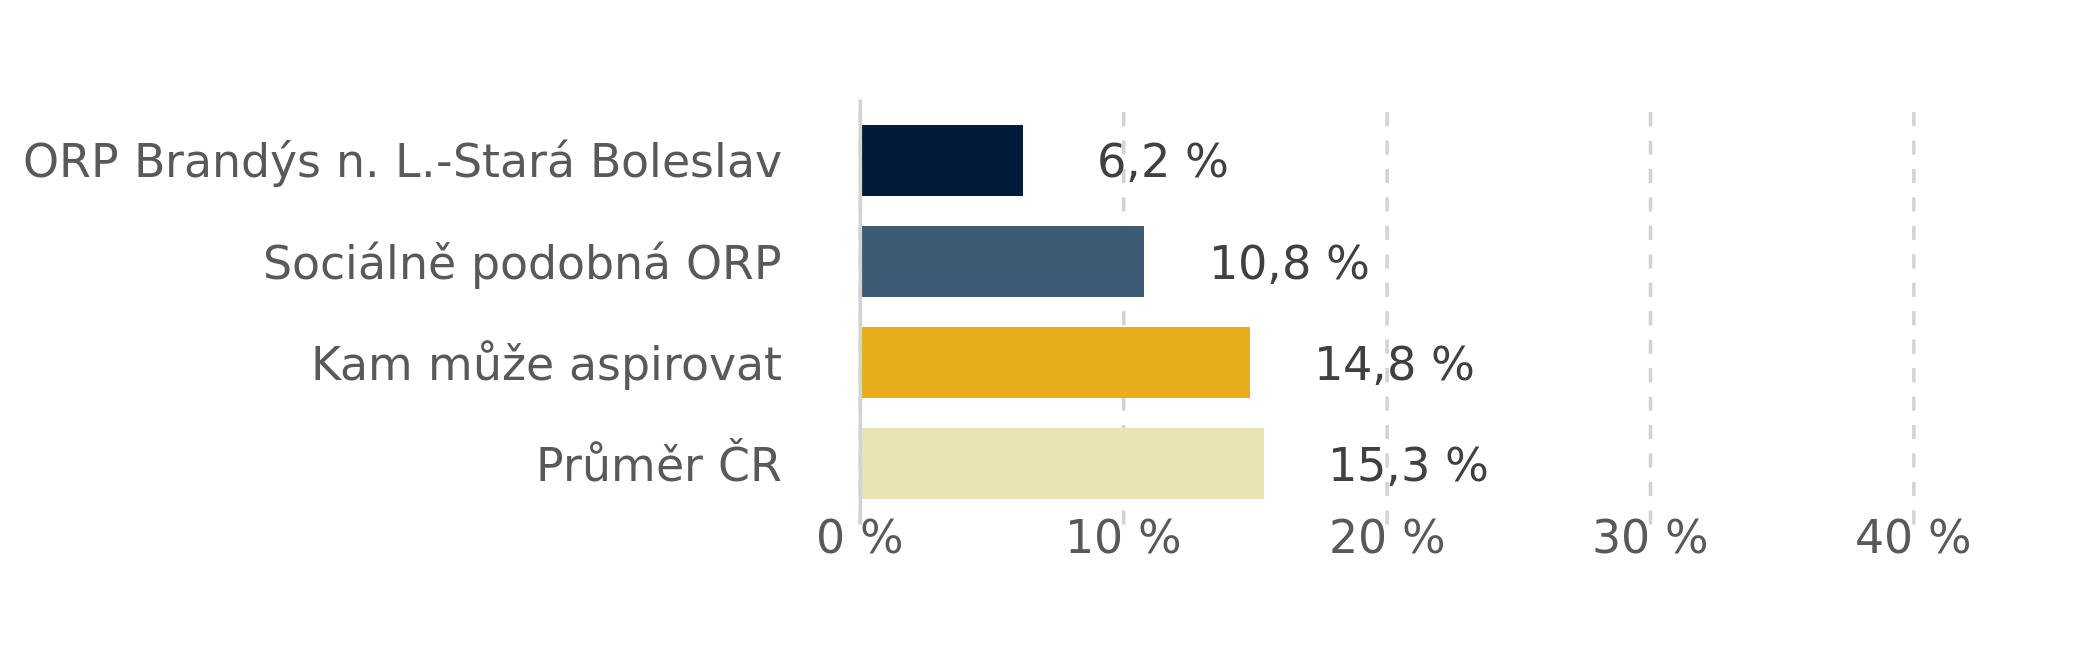 ORP Brandýs n. L.-Stará Boleslav 6,2 %
Sociálně podobná ORP 10,8 %
Kam může aspirovat 14,8 %
Průměr ČR 15,3 %
0 % 10 % 20 % 30 % 40 %